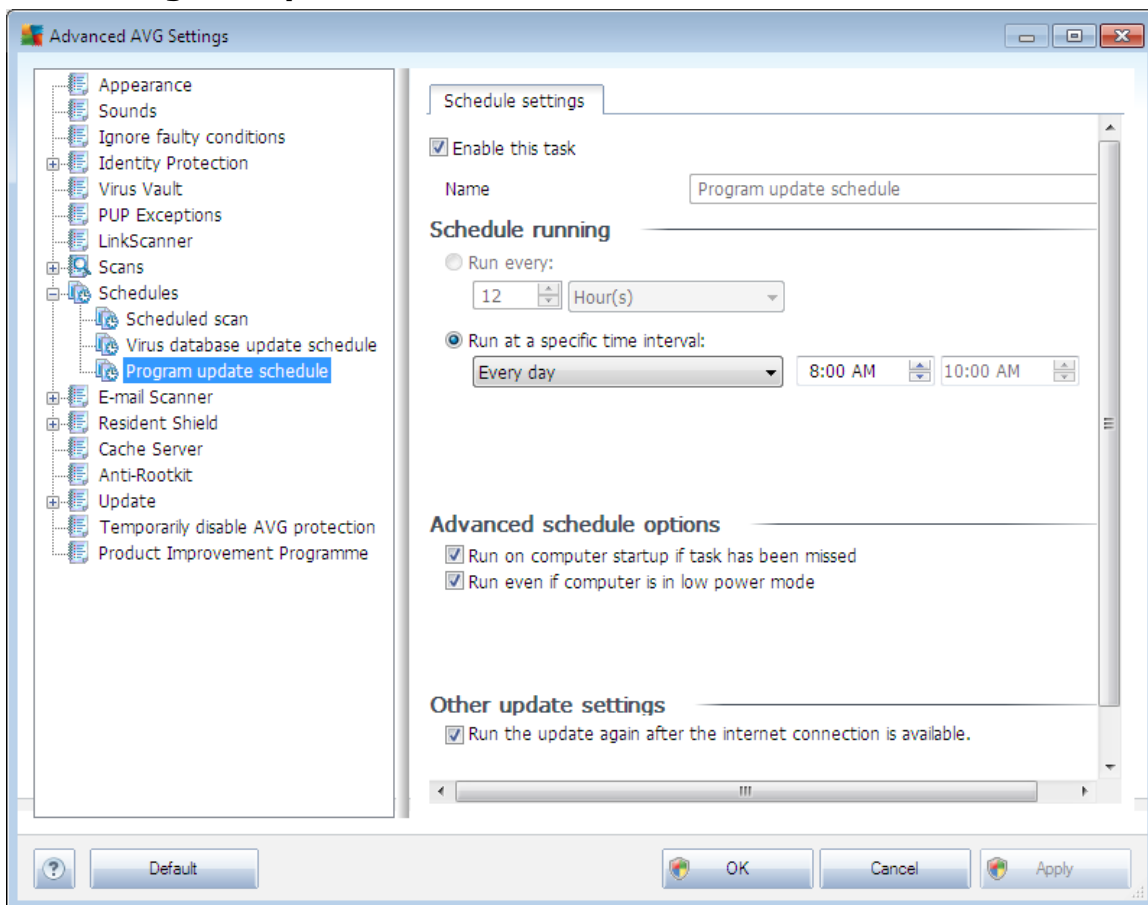 Advanced AVG Settings
Appearance
Sounds
Ignore faulty conditions
Identity Protection
Virus Vault
PUP Exceptions
LinkScanner
Scans
Schedules
Scheduled scan
Virus database update schedule
Program update schedule
E-mail Scanner
Resident Shield
Cache Server
Anti-Rootkit
Update
Temporarily disable AVG protection
Product Improvement Programme
Schedule settings
Enable this task
Name Program update schedule
Schedule running
Run every:
12 Hour(s)
Run at a specific time interval:
Every day 8:00 AM 10:00 AM
Advanced schedule options
Run on computer startup if task has been missed
Run even if computer is in low power mode
Other update settings
Run the update again after the internet connection is available.
? Default OK Cancel Apply